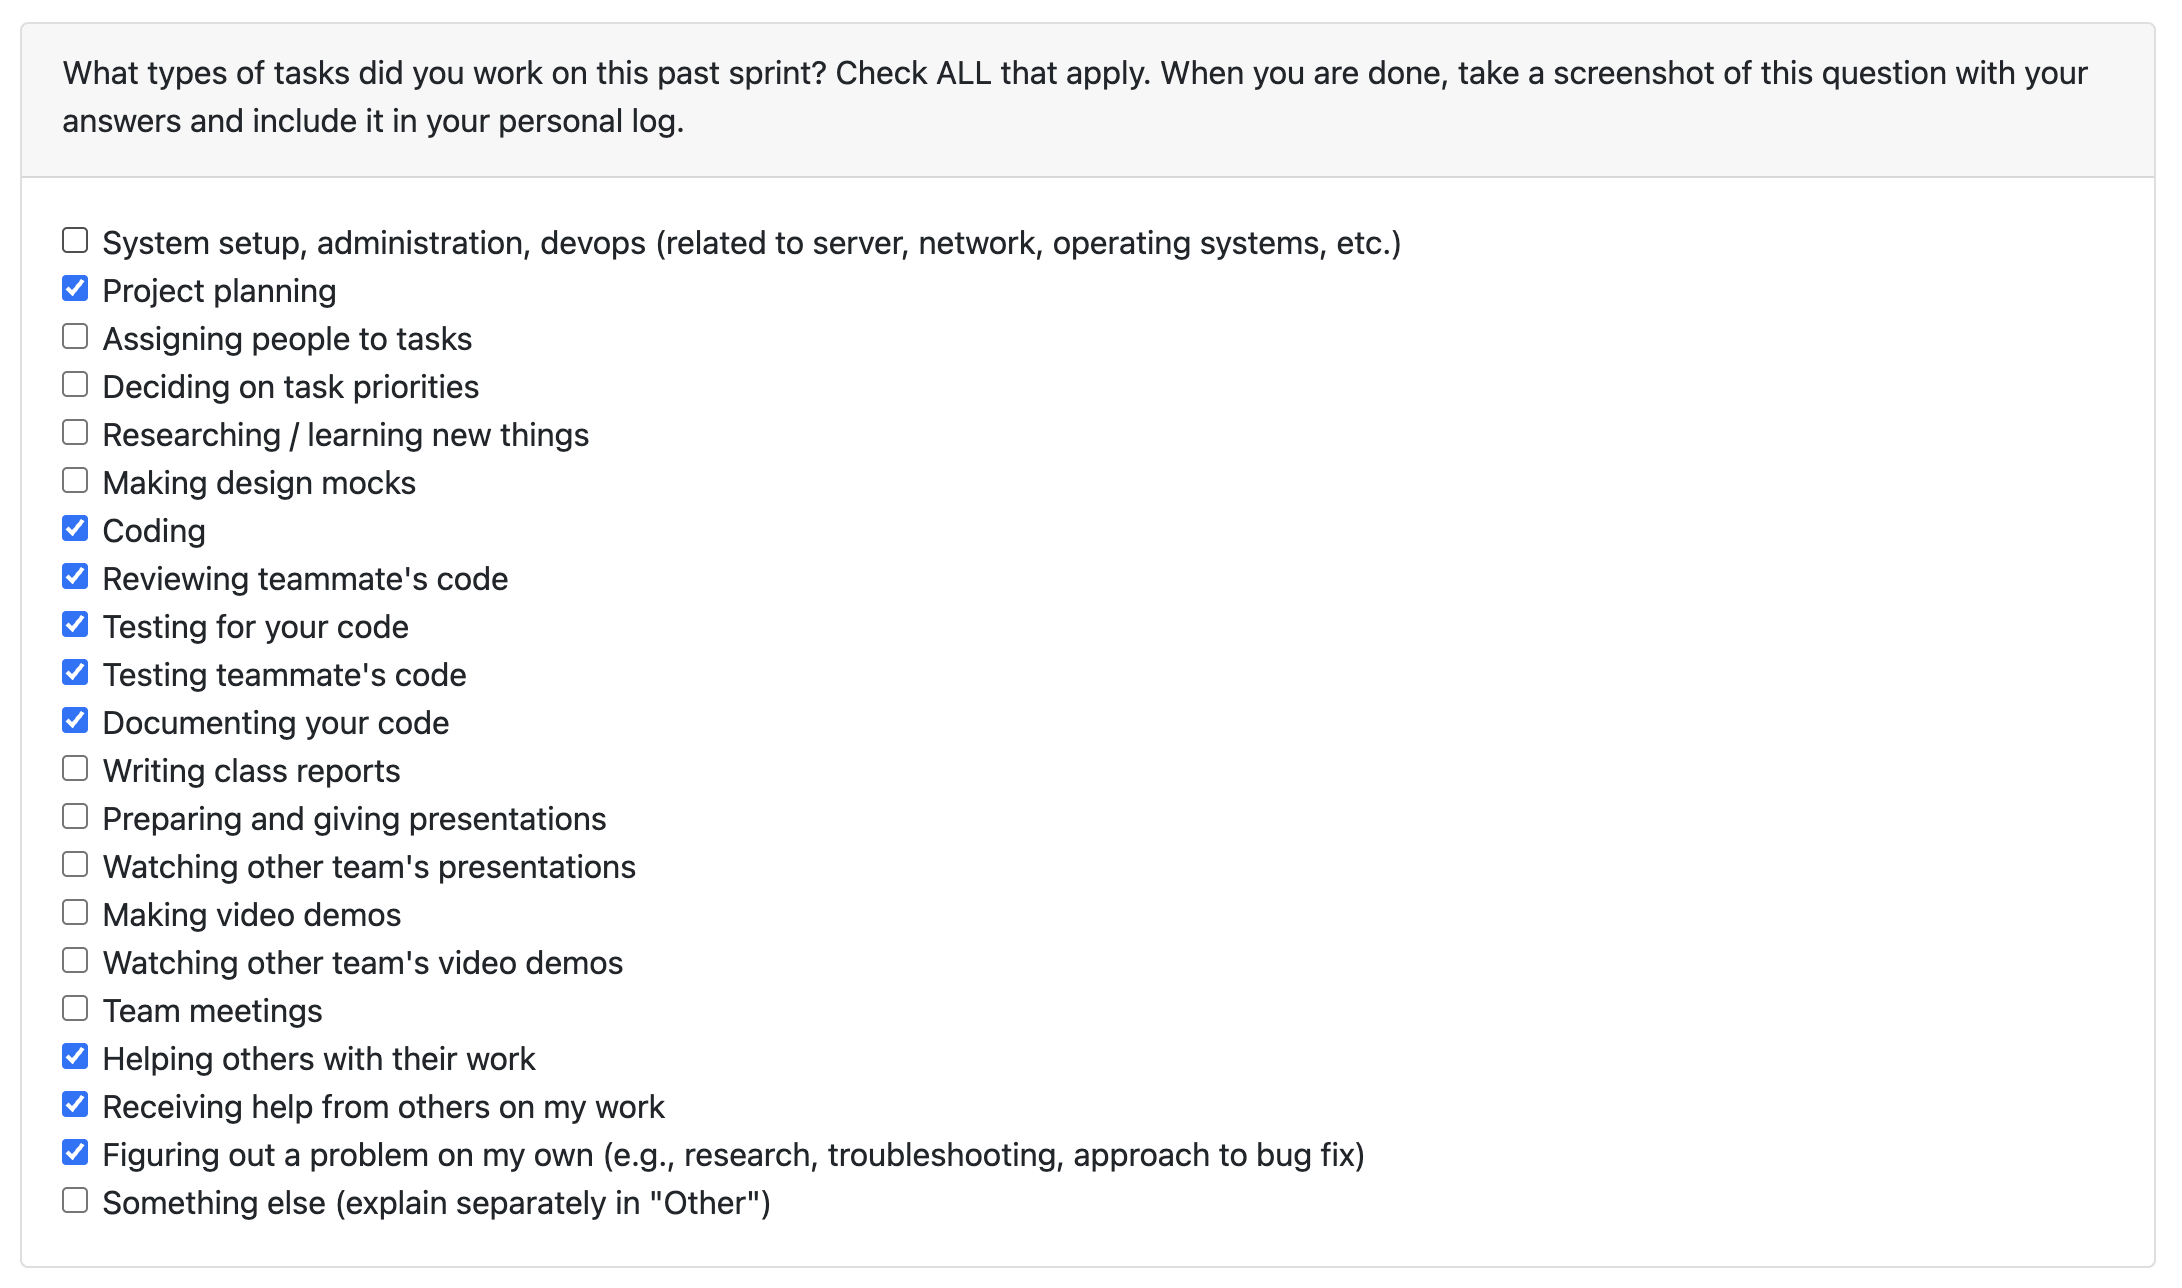 What types of tasks did you work on this past sprint? Check ALL that apply. When you are done, take a screenshot of this question with your
answers and include it in your personal log.
System setup, administration, devops (related to server, network, operating systems, etc.)
Project planning
Assigning people to tasks
Deciding on task priorities
Researching / learning new things
Making design mocks
Coding
Reviewing teammate's code
Testing for your code
Testing teammate's code
Documenting your code
Writing class reports
Preparing and giving presentations
Watching other team's presentations
Making video demos
Watching other team's video demos
Team meetings
Helping others with their work
Receiving help from others on my work
Figuring out a problem on my own (e.g., research, troubleshooting, approach to bug fix)
Something else (explain separately in "Other")